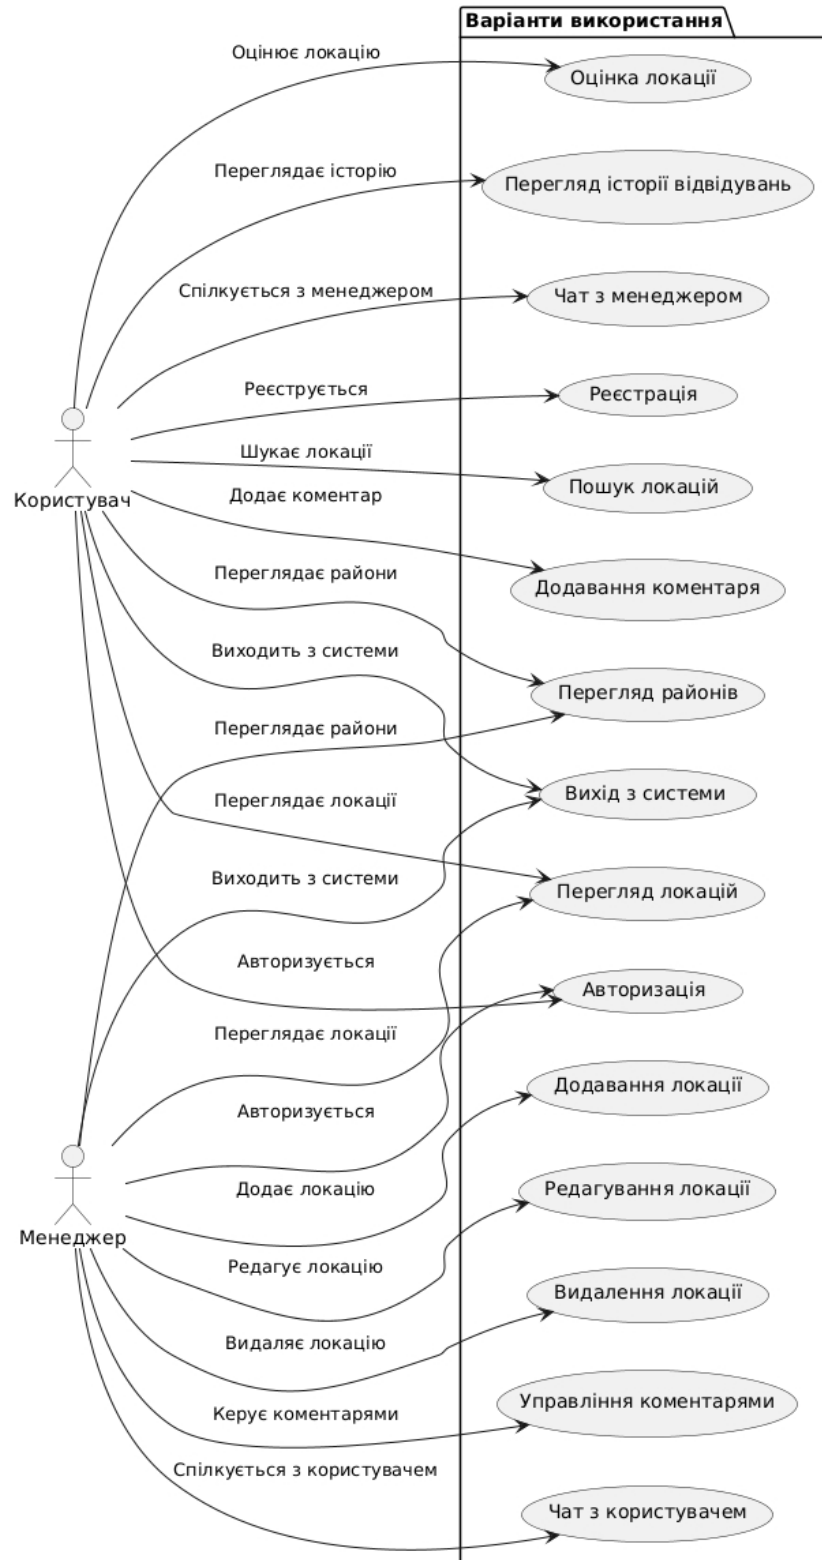 Варіанти використання
Оцінює локацію
Оцінка локації
Переглядає історію
Перегляд історії відвідувань
Спілкується з менеджером
Чат з менеджером
Реєструється
Реєстрація
Шукає локації
Пошук локацій
Користувач
Додає коментар
Додавання коментаря
Переглядає райони
Виходить з системи
Перегляд районів
Переглядає райони
Вихід з системи
Переглядає локації
Виходить з системи
Перегляд локацій
Авторизується
Авторизація
Переглядає локації
Авторизується
Додавання локації
Додає локацію
Редагування локації
Менеджер
Редагує локацію
Видалення локації
Видаляє локацію
Управління коментарями
Керує коментарями
Спілкується з користувачем
Чат з користувачем